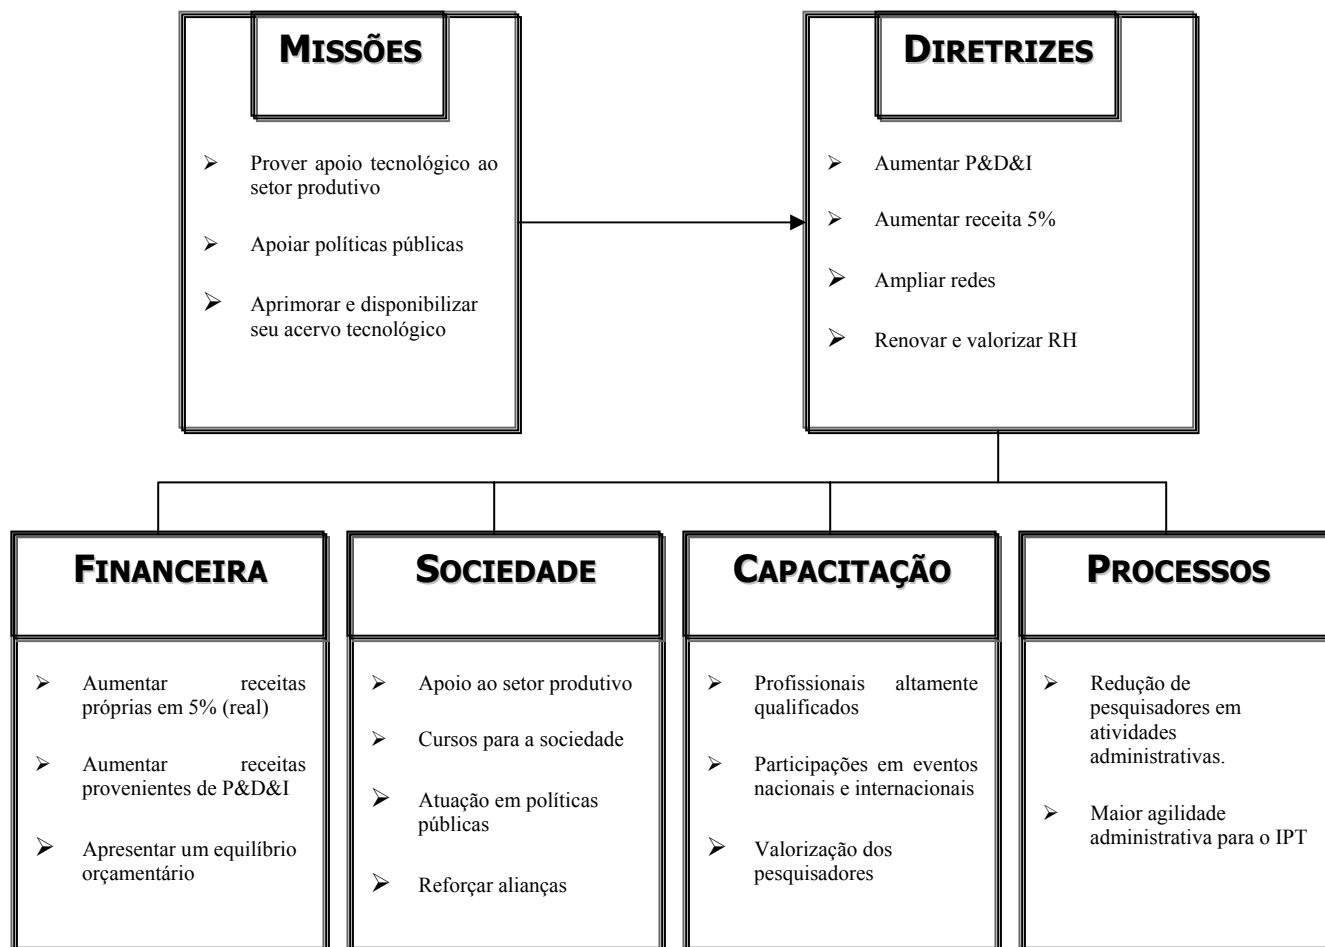 MISSÕES
Prover apoio tecnológico ao
setor produtivo
Apoiar políticas públicas
Aprimorar e disponibilizar
seu acervo tecnológico
DIRETRIZES
Aumentar P&D&I
Aumentar receita 5%
Ampliar redes
Renovar e valorizar RH
FINANCEIRA
Aumentar receitas
próprias em 5% (real)
Aumentar receitas
provenientes de P&D&I
Apresentar um equilíbrio
orçamentário
SOCIEDADE
Apoio ao setor produtivo
Cursos para a sociedade
Atuação em políticas
públicas
Reforçar alianças
CAPACITAÇÃO
Profissionais altamente
qualificados
Participações em eventos
nacionais e internacionais
Valorização dos
pesquisadores
PROCESSOS
Redução de
pesquisadores em
atividades
administrativas.
Maior agilidade
administrativa para o IPT